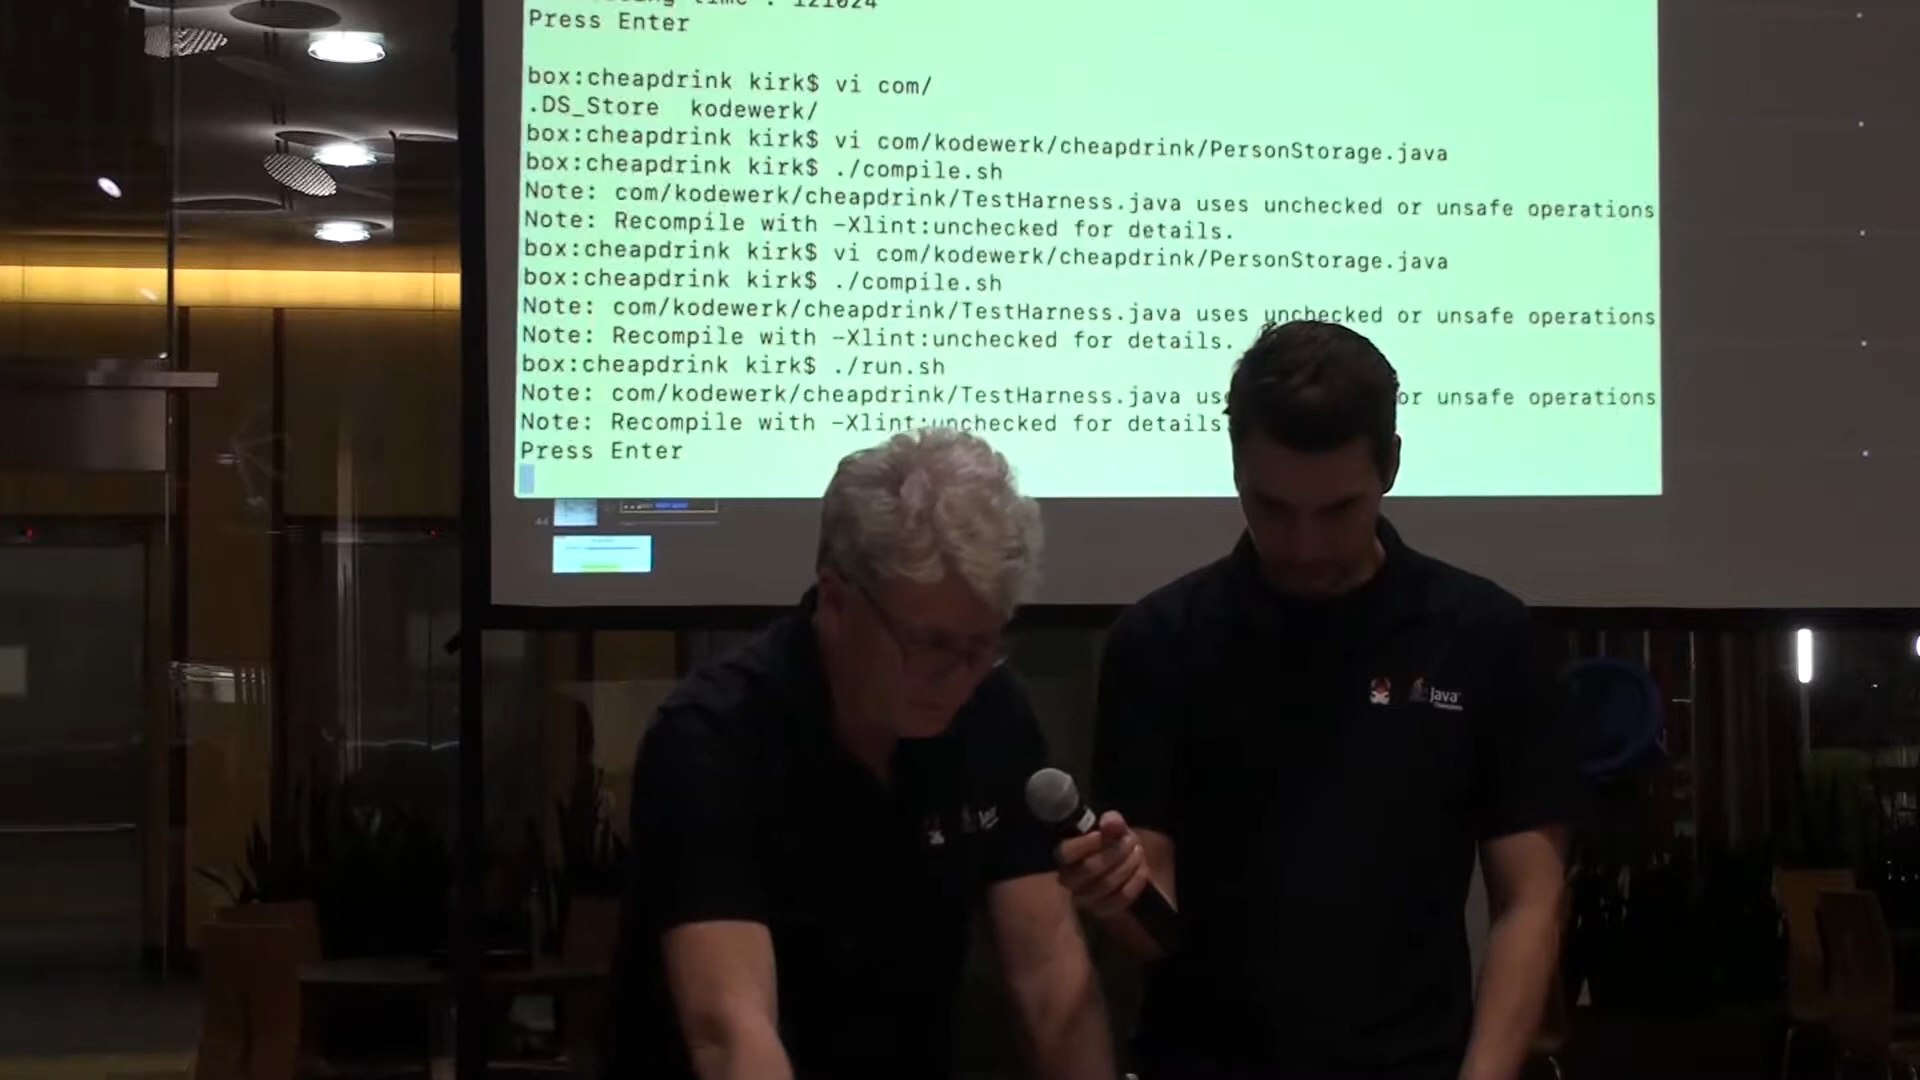 121024
Press Enter
box:cheapdrink kirk$ vi com/
.DS_Store kodewerk/
box:cheapdrink kirk$ vi com/kodewerk/cheapdrink/PersonStorage.java
box:cheapdrink kirk$ ./compile.sh
Note: com/kodewerk/cheapdrink/TestHarness.java uses unchecked or unsafe operations
Note: Recompile with -Xlint:unchecked for details.
box:cheapdrink kirk$ vi com/kodewerk/cheapdrink/PersonStorage.java
box:cheapdrink kirk$ ./compile.sh
Note: com/kodewerk/cheapdrink/TestHarness.java uses unchecked or unsafe operations
Note: Recompile with -Xlint:unchecked for details.
box:cheapdrink kirk$ ./run.sh
Note: com/kodewerk/cheapdrink/TestHarness.java or unsafe operations
Note: Recompile with -Xlint:unchecked for details
Press Enter
44
Java